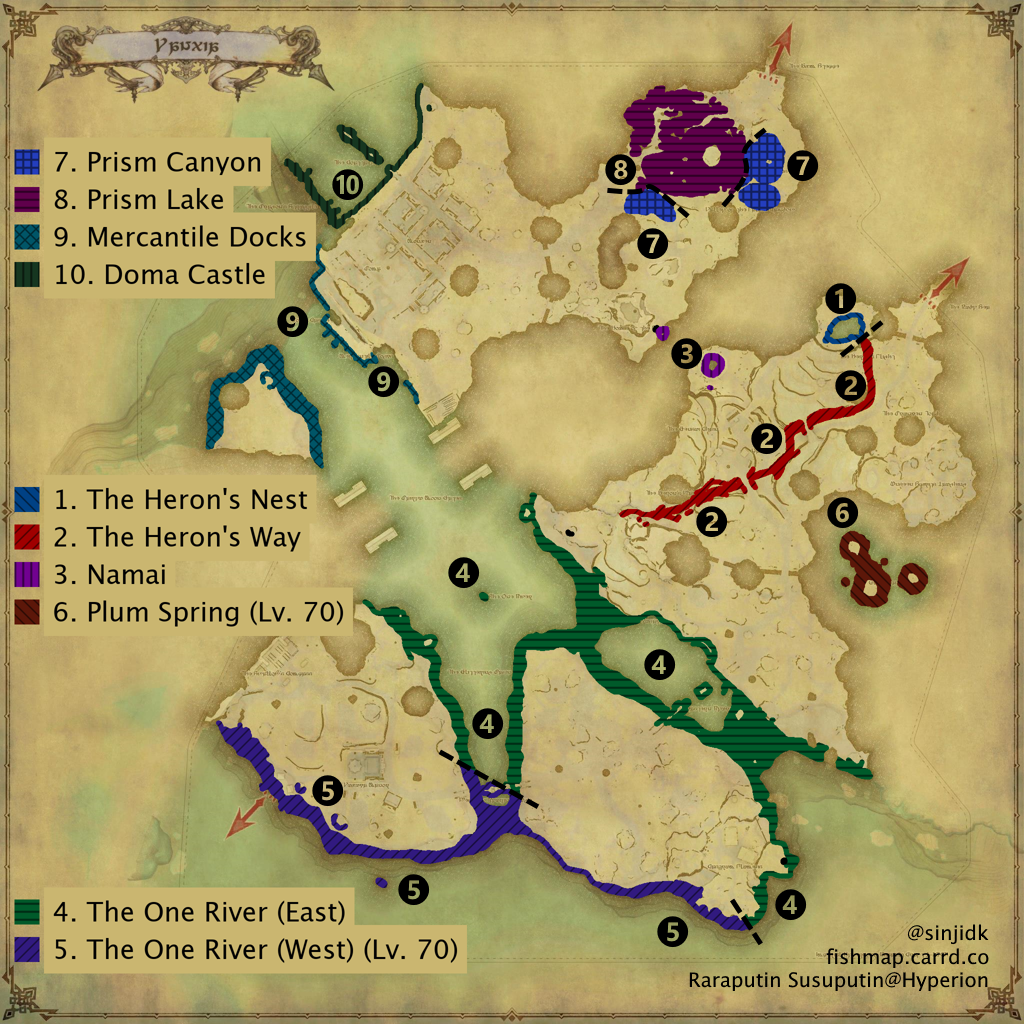 7. Prism Canyon
8. Prism Lake
9. Mercantile Docks
10. Doma Castle
10
8
7
7
9
9
1
3
2
2
2
1. The Heron's Nest
2. The Heron's Way
3. Namai
6. Plum Spring (Lv. 70)
6
4
4
4
5
5
5
4
4. The One River (East)
5. The One River (West) (Lv. 70)
@sinjidk
fishmap.carrd.co
Raraputin Susuputin@Hyperion